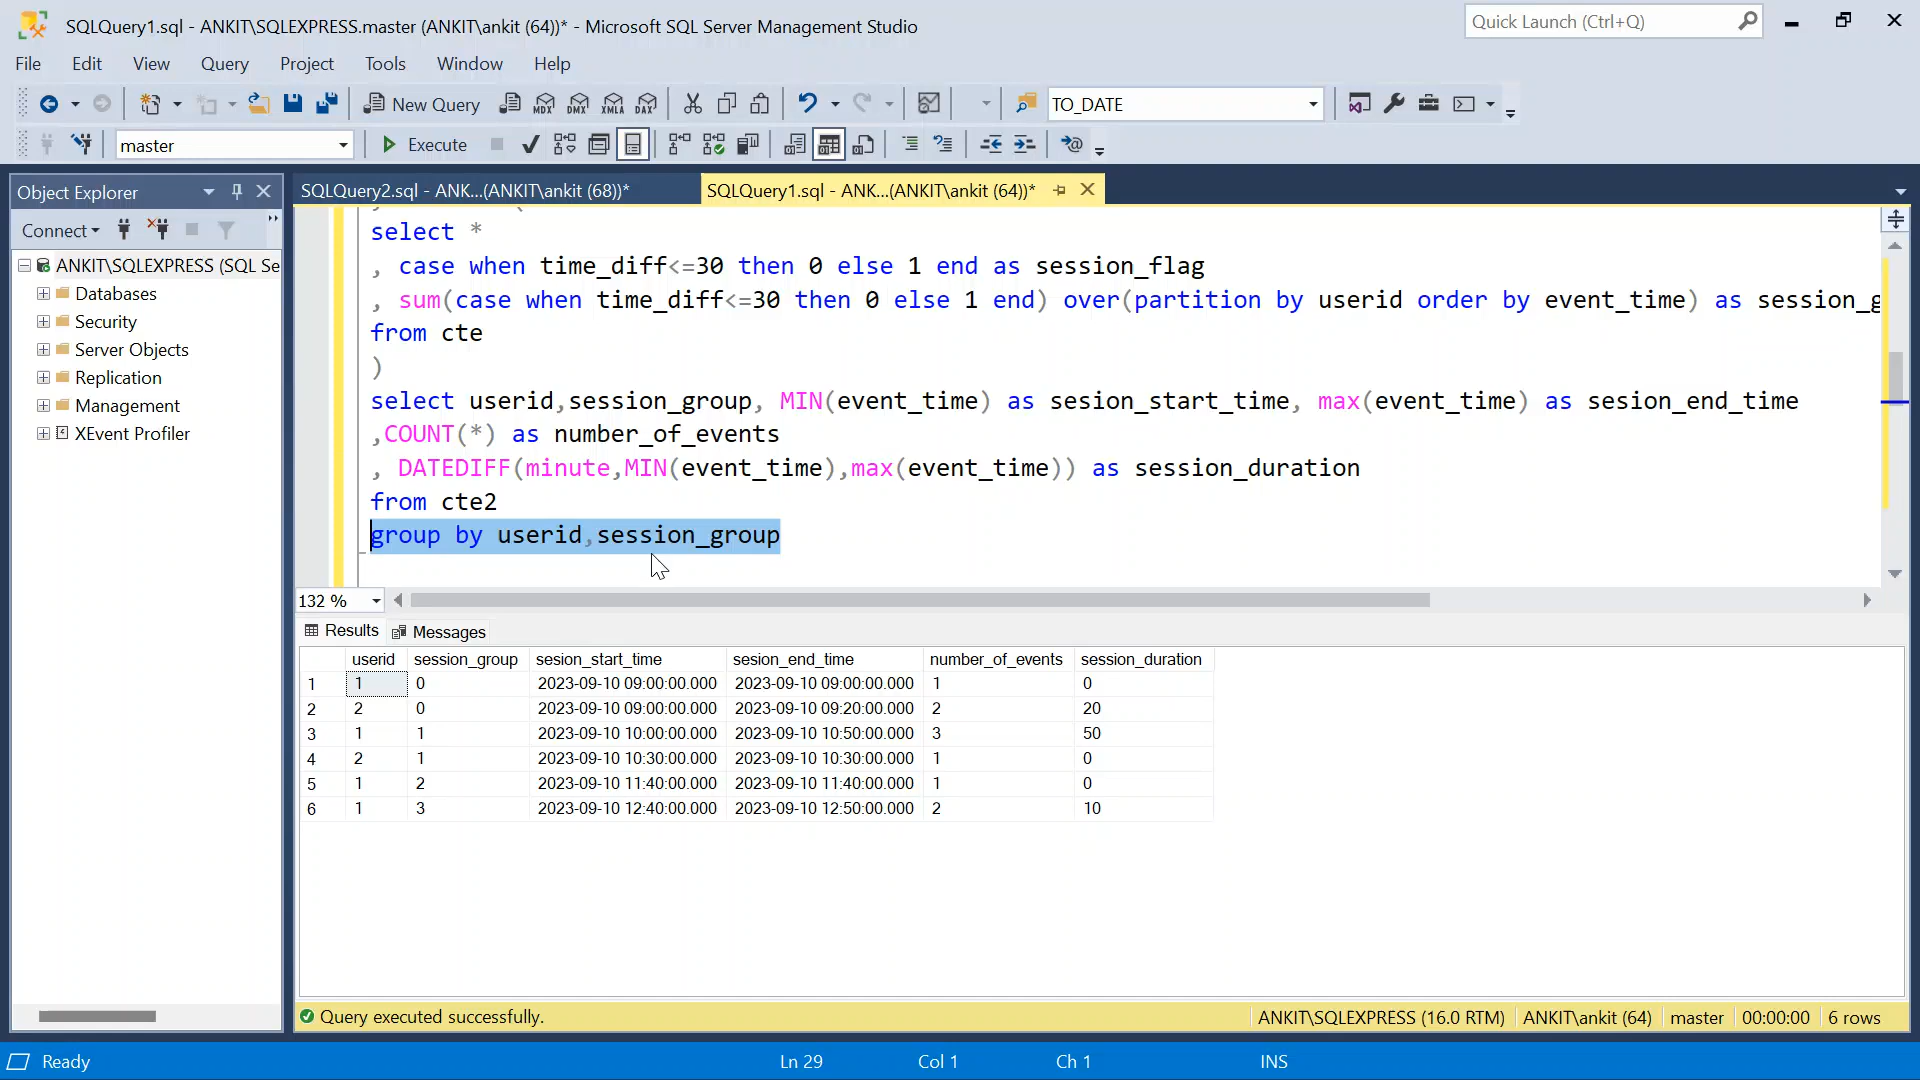 SQLQuery1.sql - ANKIT\SQLEXPRESS.master (ANKIT\ankit (64))* - Microsoft SQL Server Management Studio
Quick Launch (Ctrl+Q)
File Edit View Query Project Tools Window Help
New Query MDX DMX XMLA DAX TO_DATE
master Execute
Object Explorer
SQLQuery2.sql - ANK...(ANKIT\ankit (68))* SQLQuery1.sql - ANK...(ANKIT\ankit (64))*
Connect
ANKIT\SQLEXPRESS (SQL Se
Databases
Security
Server Objects
Replication
Management
XEvent Profiler
select *
, case when time_diff<=30 then 0 else 1 end as session_flag
, sum(case when time_diff<=30 then 0 else 1 end) over(partition by userid order by event_time) as session_g
from cte
)
select userid,session_group, MIN(event_time) as sesion_start_time, max(event_time) as sesion_end_time
,COUNT(*) as number_of_events
, DATEDIFF(minute,MIN(event_time),max(event_time)) as session_duration
from cte2
group by userid,session_group
132 %
Results Messages
userid session_group sesion_start_time sesion_end_time number_of_events session_duration
1 1 0 2023-09-10 09:00:00.000 2023-09-10 09:00:00.000 1 0
2 2 0 2023-09-10 09:00:00.000 2023-09-10 09:20:00.000 2 20
3 1 1 2023-09-10 10:00:00.000 2023-09-10 10:50:00.000 3 50
4 2 1 2023-09-10 10:30:00.000 2023-09-10 10:30:00.000 1 0
5 1 2 2023-09-10 11:40:00.000 2023-09-10 11:40:00.000 1 0
6 1 3 2023-09-10 12:40:00.000 2023-09-10 12:50:00.000 2 10
Query executed successfully. ANKIT\SQLEXPRESS (16.0 RTM) ANKIT\ankit (64) master 00:00:00 6 rows
Ready Ln 29 Col 1 Ch 1 INS